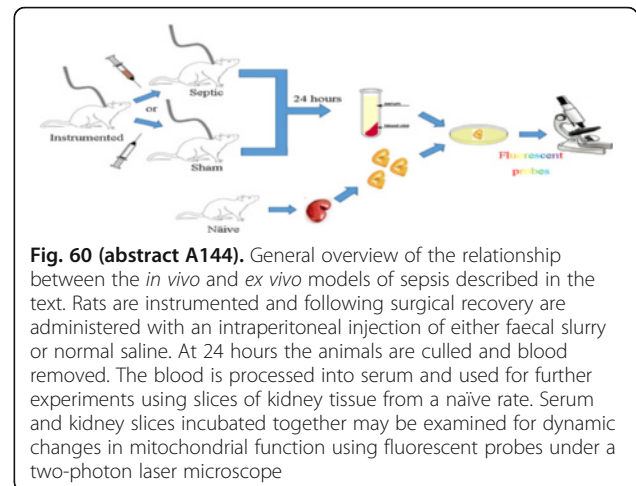 Septic
24 hours
serum
or
Instrumented
Sham
Fluorescent
probes
Näive
Fig. 60 (abstract A144). General overview of the relationship
between the in vivo and ex vivo models of sepsis described in the
text. Rats are instrumented and following surgical recovery are
administered with an intraperitoneal injection of either faecal slurry
or normal saline. At 24 hours the animals are culled and blood
removed. The blood is processed into serum and used for further
experiments using slices of kidney tissue from a naïve rate. Serum
and kidney slices incubated together may be examined for dynamic
changes in mitochondrial function using fluorescent probes under a
two-photon laser microscope